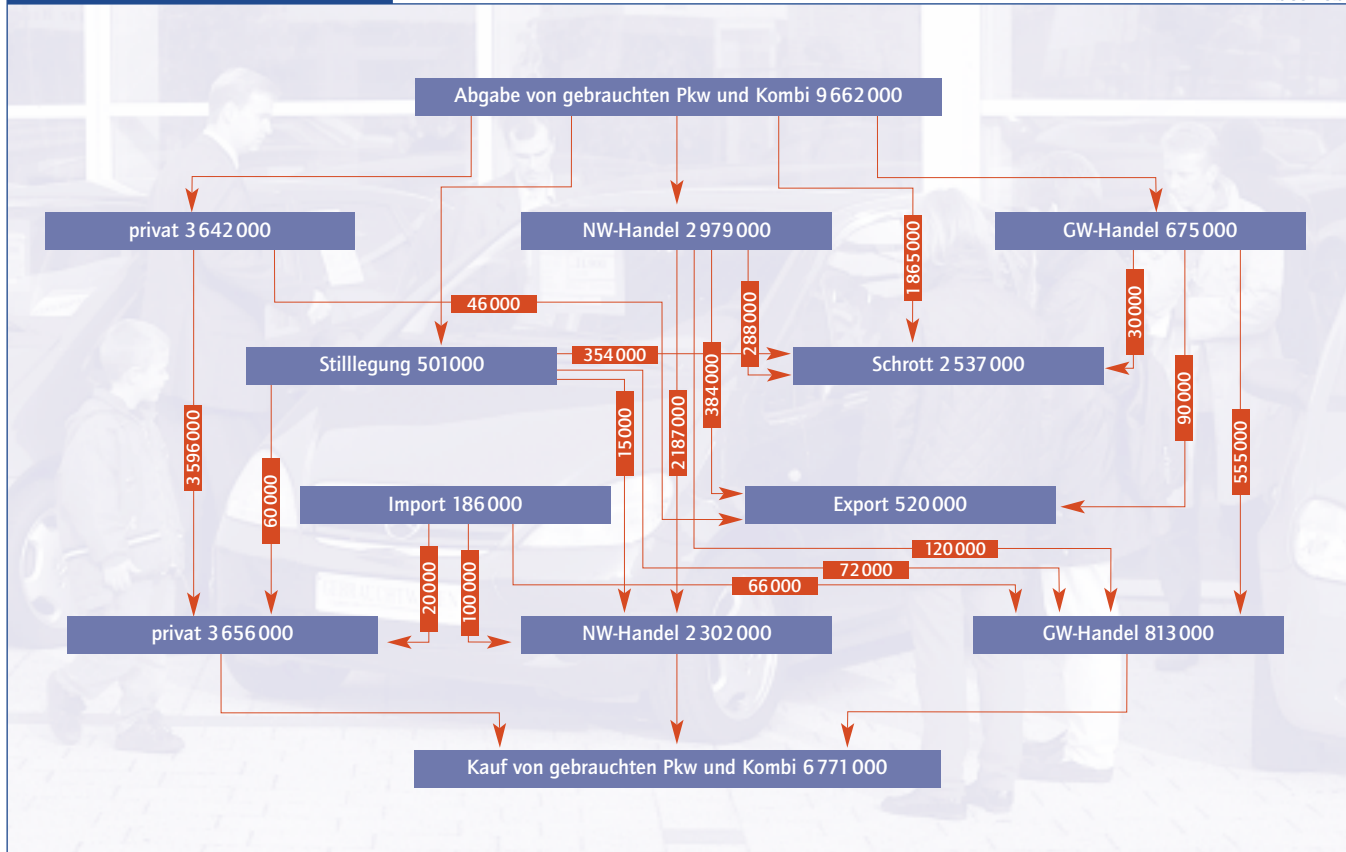 Abgabe von gebrauchten Pkw und Kombi 9 662 000
privat 3 642 000
NW-Handel 2 979 000
GW-Handel 675 000
1 865 000
30 000
46 000
288 000
90 000
Stilllegung 501000
354 000
Schrott 2 537 000
384 000
15 000
2 187 000
3 596 000
60 000
555 000
Import 186 000
Export 520 000
120 000
72 000
66 000
20 000
100 000
privat 3 656 000
NW-Handel 2 302 000
GW-Handel 813 000
Kauf von gebrauchten Pkw und Kombi 6 771 000